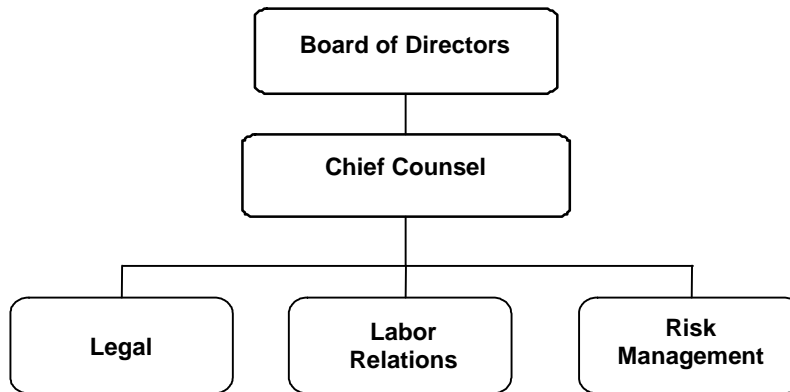 Board of Directors
Chief Counsel
Legal
Labor
Relations
Risk
Management